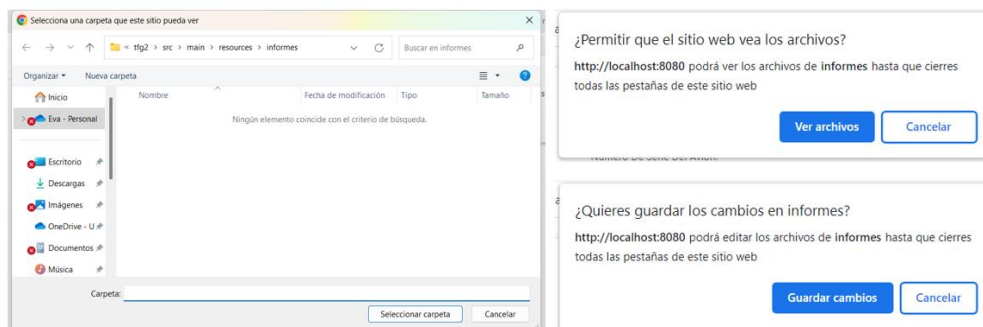 Selecciona una carpeta que este sitio pueda ver
« tfg2 > src > main > resources > informes
Buscar en informes
Organizar
Nueva carpeta
Nombre
Fecha de modificación
Tipo
Tamaño
Ningún elemento coincide con el criterio de búsqueda.
Inicio
Eva - Personal
Escritorio
Descargas
Imágenes
OneDrive - U
Documentos
Música
Carpeta:
Seleccionar carpeta
Cancelar
¿Permitir que el sitio web vea los archivos?
http://localhost:8080 podrá ver los archivos de informes hasta que cierres
todas las pestañas de este sitio web
Ver archivos
Cancelar
Número De Serie Del Avión:
¿Quieres guardar los cambios en informes?
http://localhost:8080 podrá editar los archivos de informes hasta que cierres
todas las pestañas de este sitio web
Guardar cambios
Cancelar